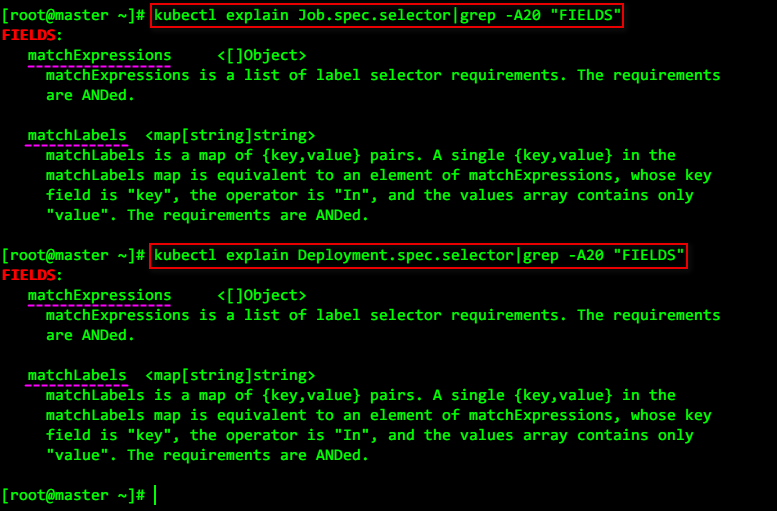 [root@master ~]# kubectl explain Job.spec.selector|grep -A20 "FIELDS"
FIELDS:
matchExpressions <[]Object>
matchExpressions is a list of label selector requirements. The requirements
are ANDed.
matchLabels <map[string]string>
matchLabels is a map of {key,value} pairs. A single {key,value} in the
matchLabels map is equivalent to an element of matchExpressions, whose key
field is "key", the operator is "In", and the values array contains only
"value". The requirements are ANDed.
[root@master ~]# kubectl explain Deployment.spec.selector|grep -A20 "FIELDS"
FIELDS:
matchExpressions <[]Object>
matchExpressions is a list of label selector requirements. The requirements
are ANDed.
matchLabels <map[string]string>
matchLabels is a map of {key,value} pairs. A single {key,value} in the
matchLabels map is equivalent to an element of matchExpressions, whose key
field is "key", the operator is "In", and the values array contains only
"value". The requirements are ANDed.
[root@master ~]#